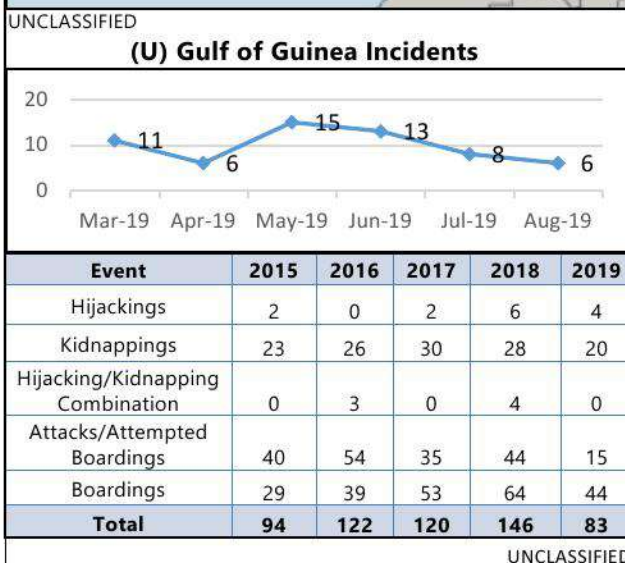 UNCLASSIFIED
(U) Gulf of Guinea Incidents
20
10
0
11
6
15
13
8
6
Mar-19 Apr-19 May-19 Jun-19 Jul-19 Aug-19
Event 2015 2016 2017 2018 2019
Hijackings 2 0 2 6 4
Kidnappings 23 26 30 28 20
Hijacking/Kidnapping
Combination 0 3 0 4 0
Attacks/Attempted
Boardings 40 54 35 44 15
Boardings 29 39 53 64 44
Total 94 122 120 146 83
UNCLASSIFIED